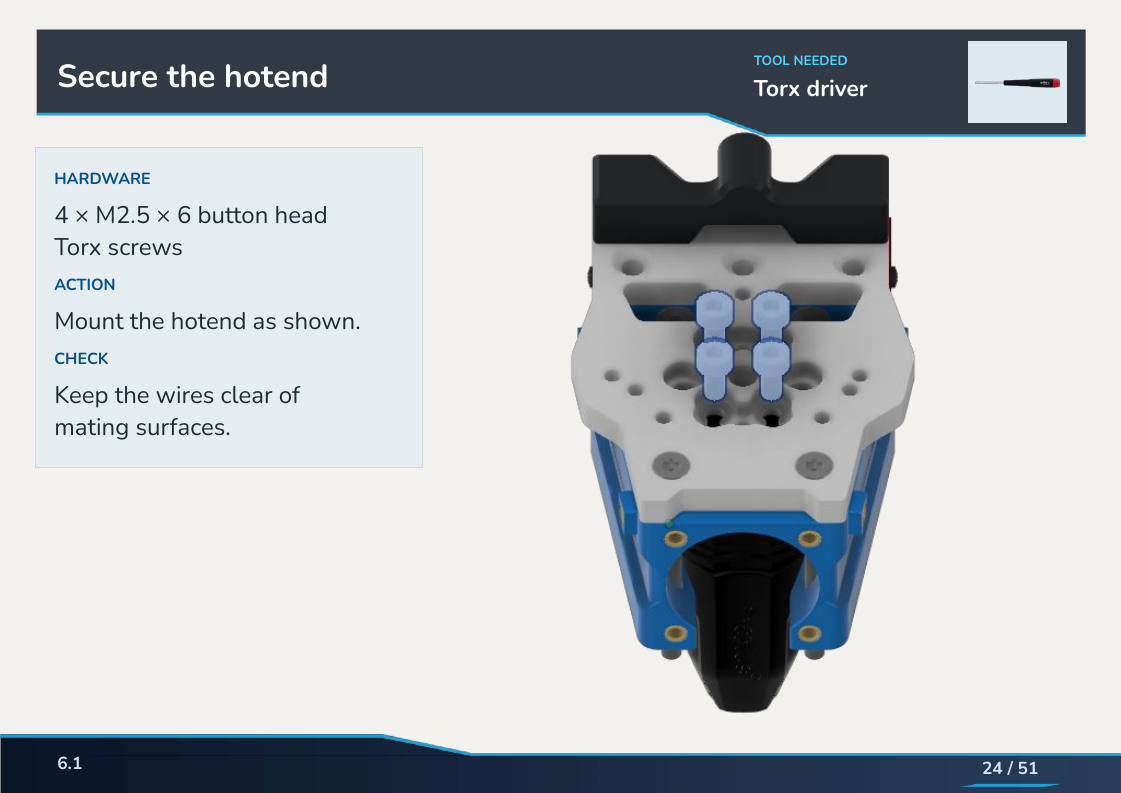 Secure the hotend
TOOL NEEDED
Torx driver
HARDWARE
4 × M2.5 × 6 button head
Torx screws
ACTION
Mount the hotend as shown.
CHECK
Keep the wires clear of
mating surfaces.
6.1
24 / 51